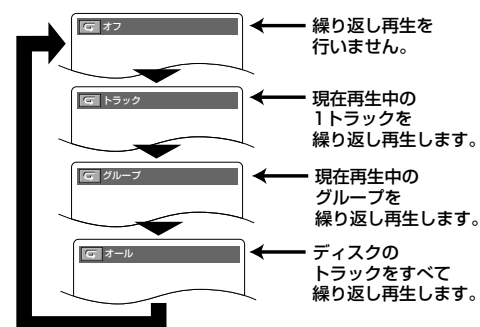 オフ
繰り返し再生を
行いません。
トラック
現在再生中の
1トラックを
繰り返し再生します。
グループ
現在再生中の
グループを
繰り返し再生します。
オール
ディスクの
トラックをすべて
繰り返し再生します。